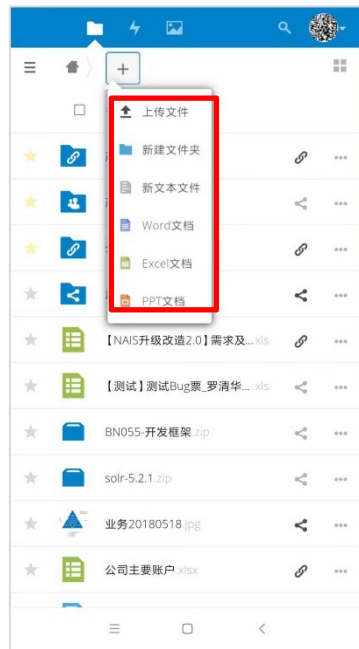 上传文件
新建文件夹
新文本文件
Word文档
Excel文档
PPT文档
【NAIS升级改造2.0】需求及...xls
【测试】测试Bug票_罗清华....xls
BN055-开发框架.zip
solr-5.2.1.zip
业务20180518.jpg
公司主要账户.xlsx